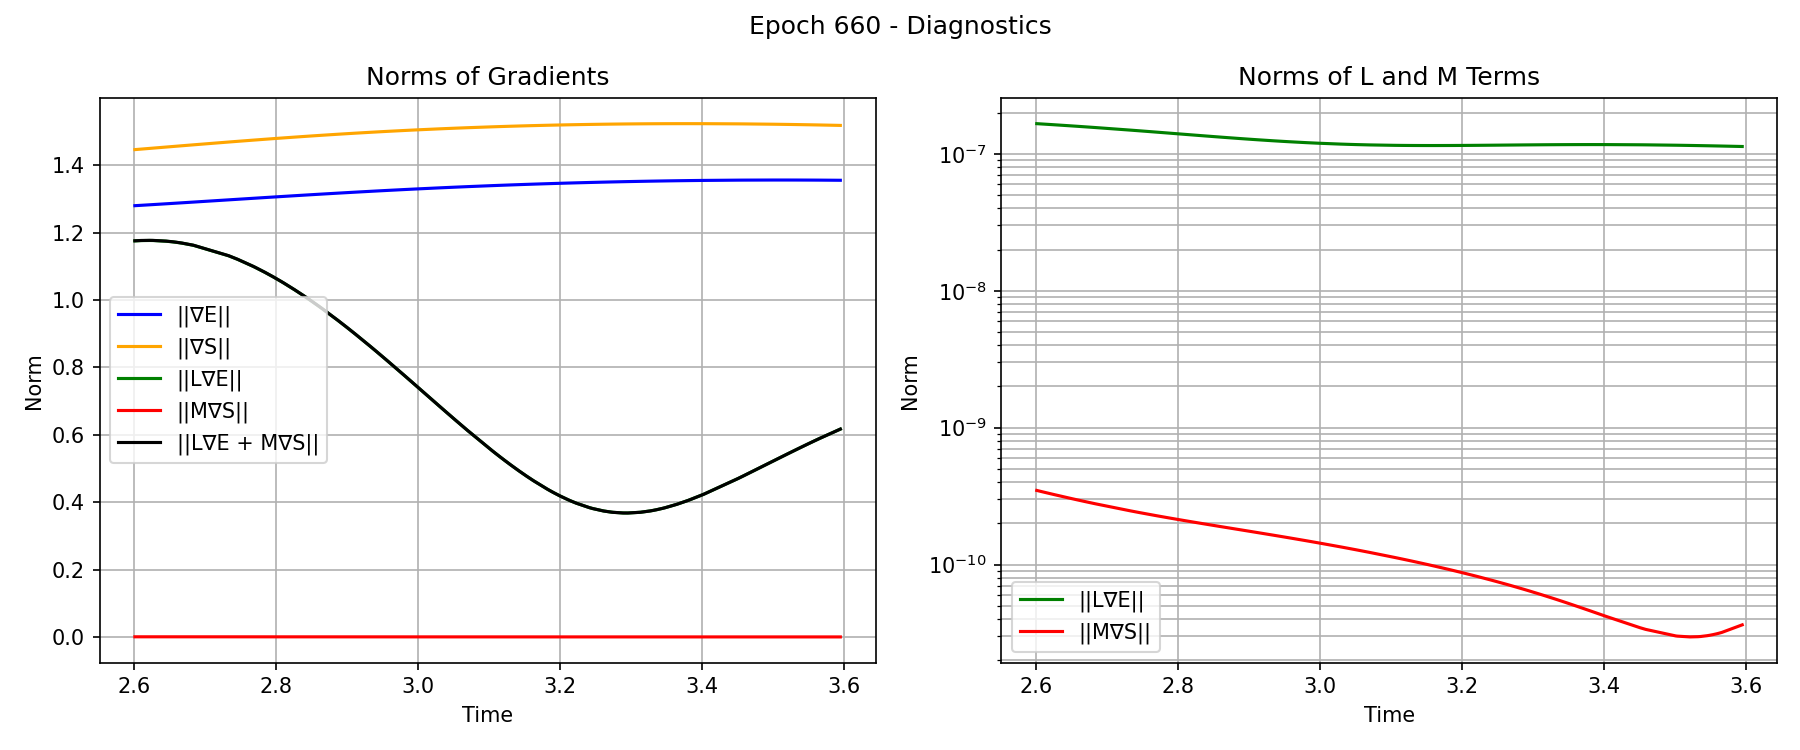 Epoch 660 - Diagnostics
Norms of Gradients
Norm
1.4
1.2
1.0
0.8
0.6
0.4
0.2
0.0
||∇E||
||∇S||
||L∇E||
||M∇S||
||L∇E + M∇S||
2.6 2.8 3.0 3.2 3.4 3.6
Time
Norms of L and M Terms
Norm
10⁻⁷
10⁻⁸
10⁻⁹
10⁻¹⁰
||L∇E||
||M∇S||
2.6 2.8 3.0 3.2 3.4 3.6
Time